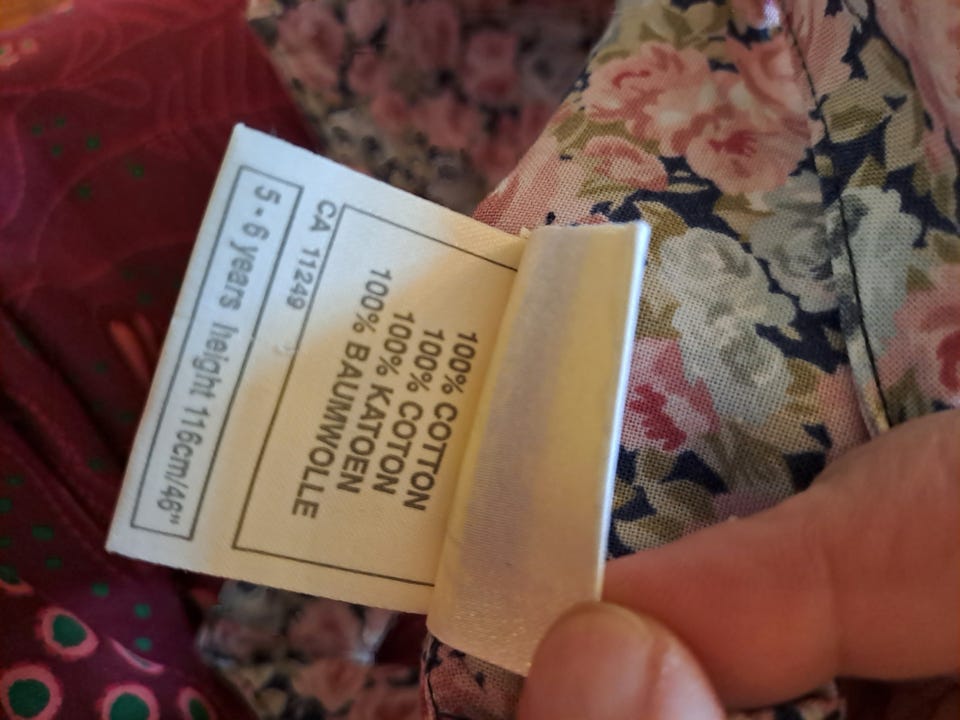 100% COTTON
100% COTON
100% KATOEN
100% BAUMWOLLE
CA 11249
5 - 6 years height 116cm/46"